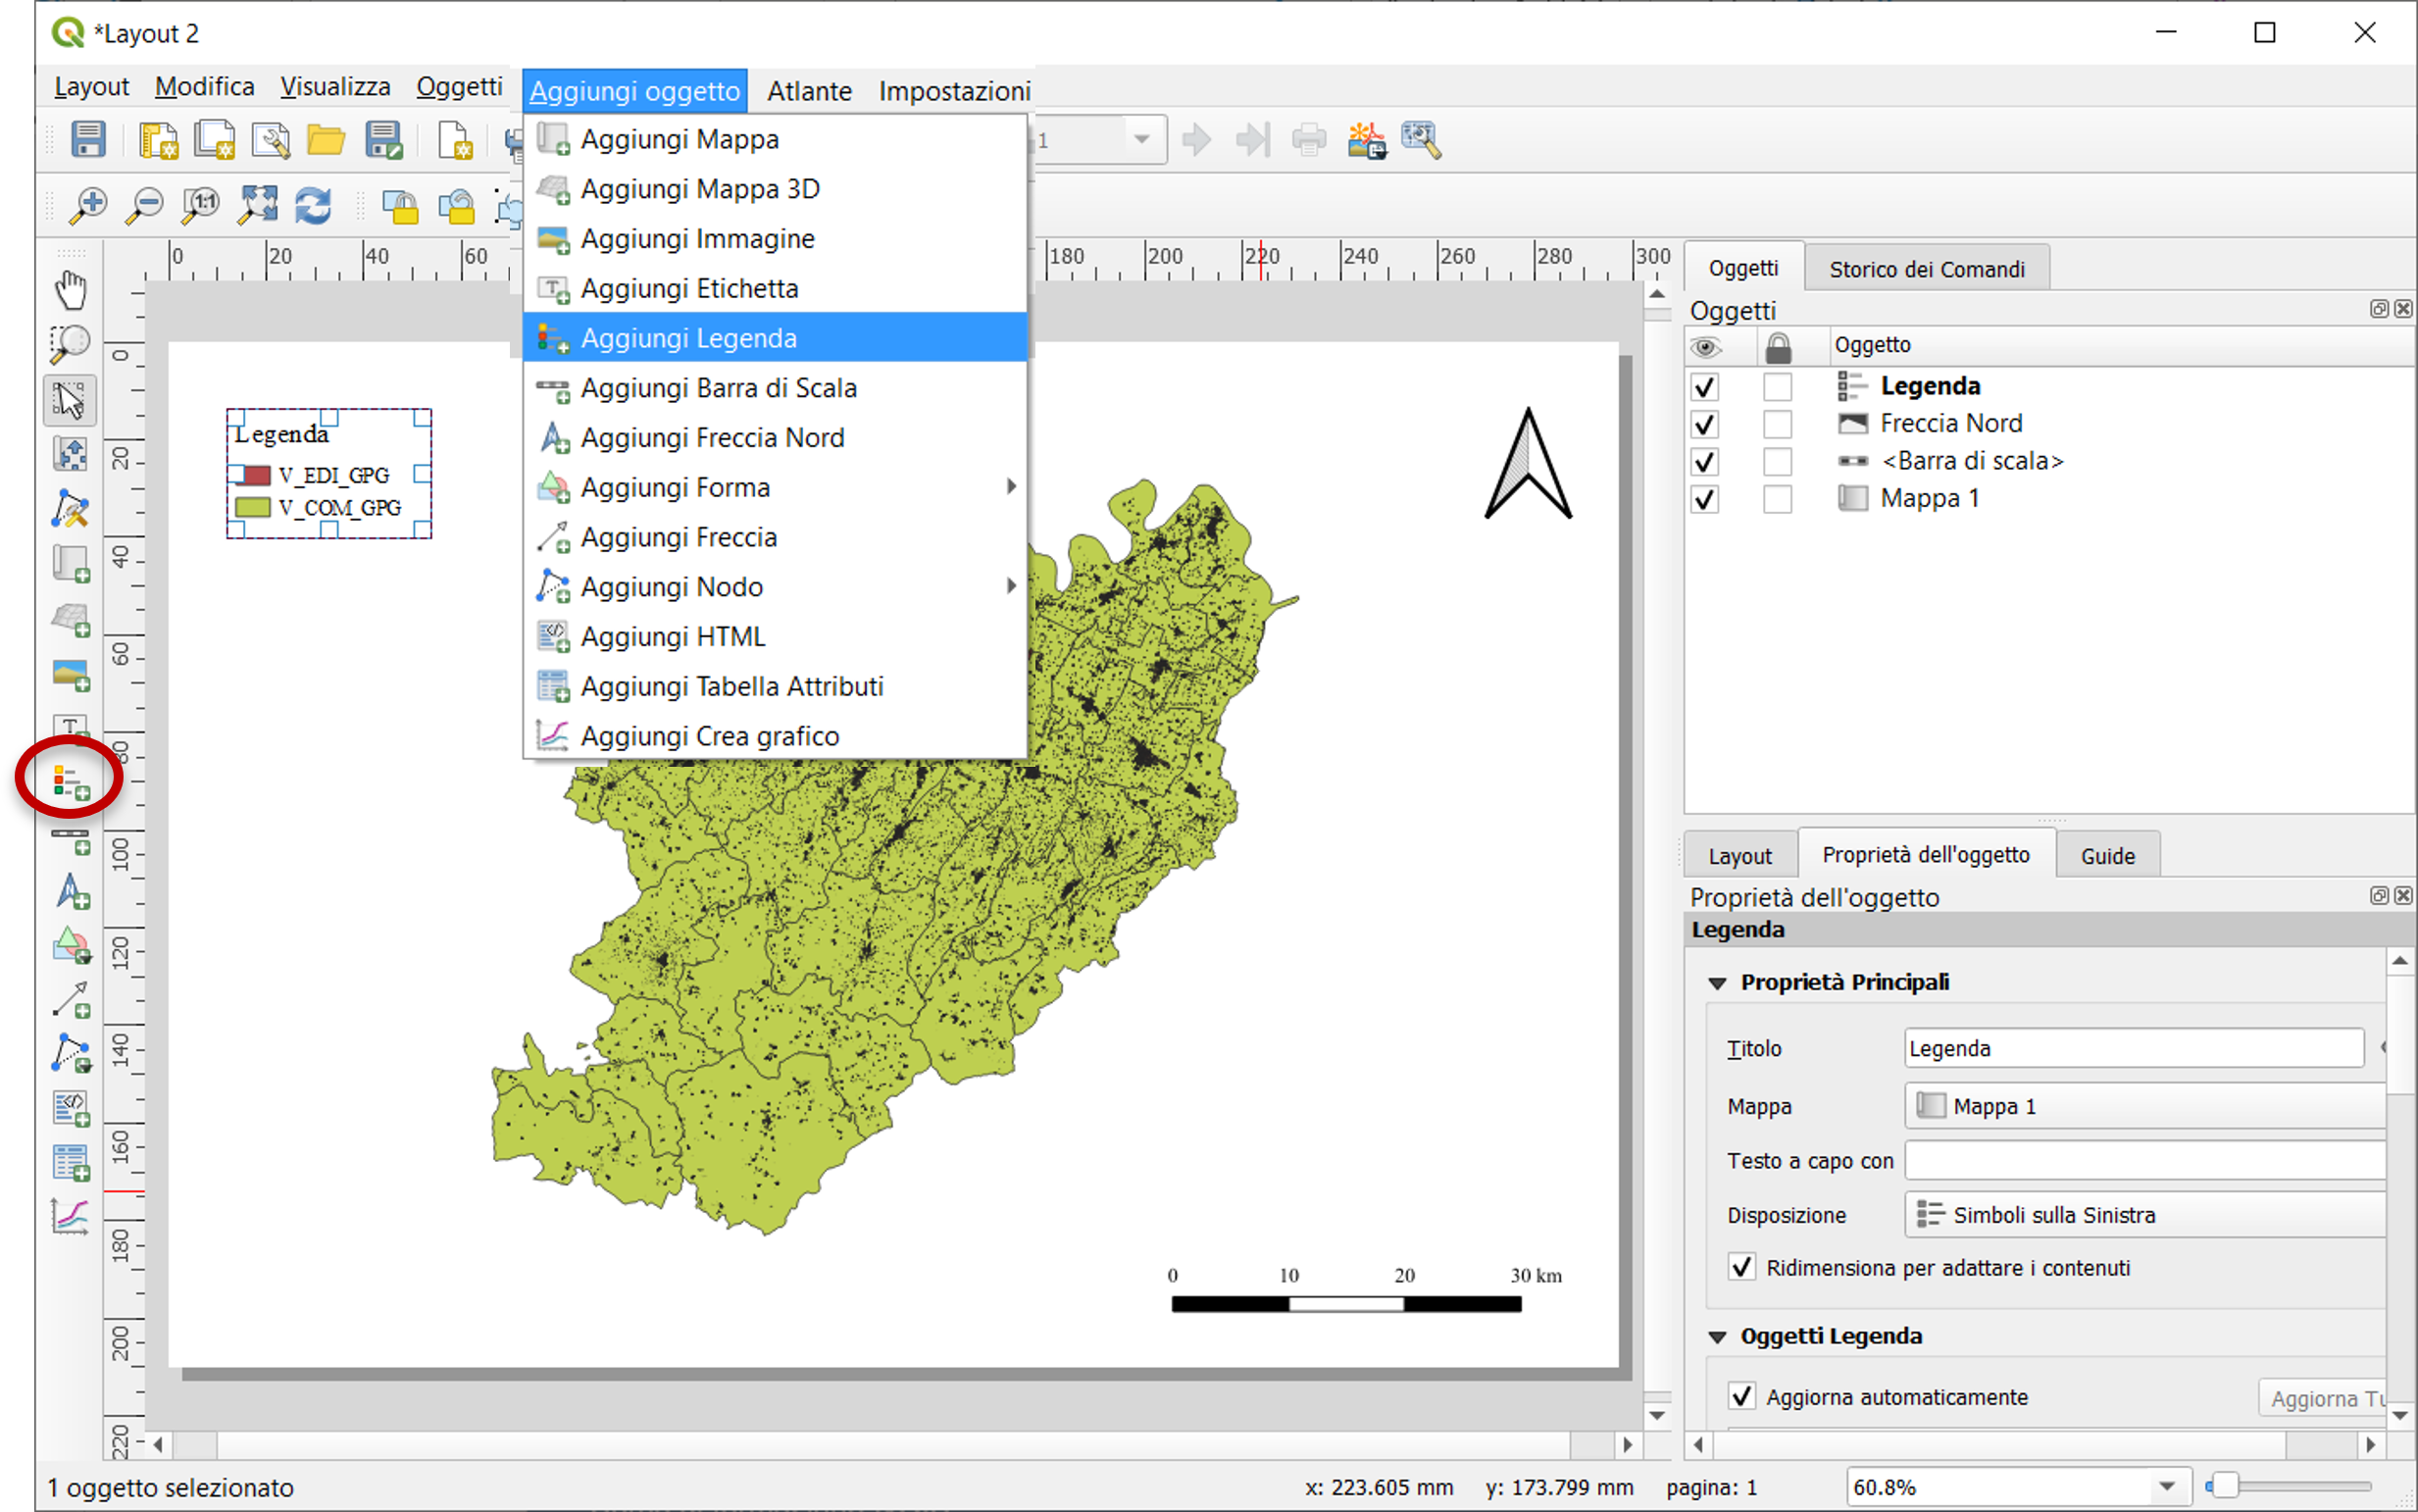 *Layout 2
Layout Modifica Visualizza Oggetti Aggiungi oggetto Atlante Impostazioni
1
1:1
Aggiungi Mappa
Aggiungi Mappa 3D
Aggiungi Immagine
Aggiungi Etichetta
Aggiungi Legenda
Aggiungi Barra di Scala
Aggiungi Freccia Nord
Aggiungi Forma
Aggiungi Freccia
Aggiungi Nodo
Aggiungi HTML
Aggiungi Tabella Attributi
Aggiungi Crea grafico
0 20 40 60 180 200 220 240 260 280 300
0
20
40
60
80
100
120
140
160
180
200
220
Legenda
V_EDI_GPG
V_COM_GPG
0 10 20 30 km
Oggetti Storico dei Comandi
Oggetti
Oggetto
Legenda
Freccia Nord
<Barra di scala>
Mappa 1
Layout Proprietà dell'oggetto Guide
Proprietà dell'oggetto
Legenda
Proprietà Principali
Titolo Legenda
Mappa Mappa 1
Testo a capo con
Disposizione Simboli sulla Sinistra
Ridimensiona per adattare i contenuti
Oggetti Legenda
Aggiorna automaticamente Aggiorna Tu
1 oggetto selezionato x: 223.605 mm y: 173.799 mm pagina: 1 60.8%